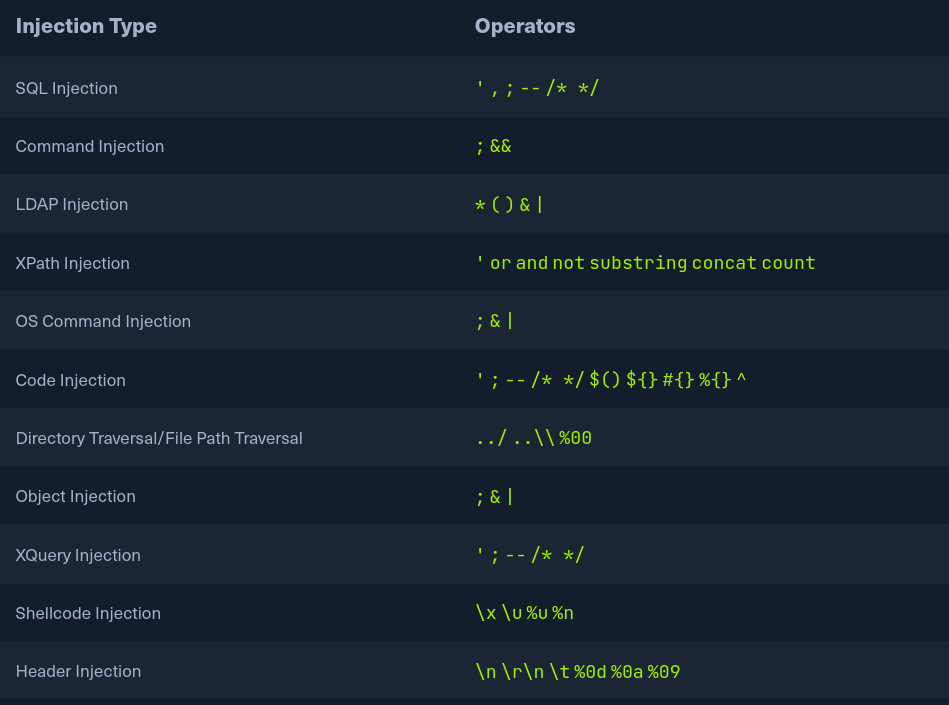 Injection Type Operators
SQL Injection ' , ; -- /* */
Command Injection ; &&
LDAP Injection * ( ) & |
XPath Injection ' or and not substring concat count
OS Command Injection ; & |
Code Injection ' ; -- /* */ $() ${} #{} %{} ^
Directory Traversal/File Path Traversal ../ ..\\ %00
Object Injection ; & |
XQuery Injection ' ; -- /* */
Shellcode Injection \x \u %u %n
Header Injection \n \r\n \t %0d %0a %09